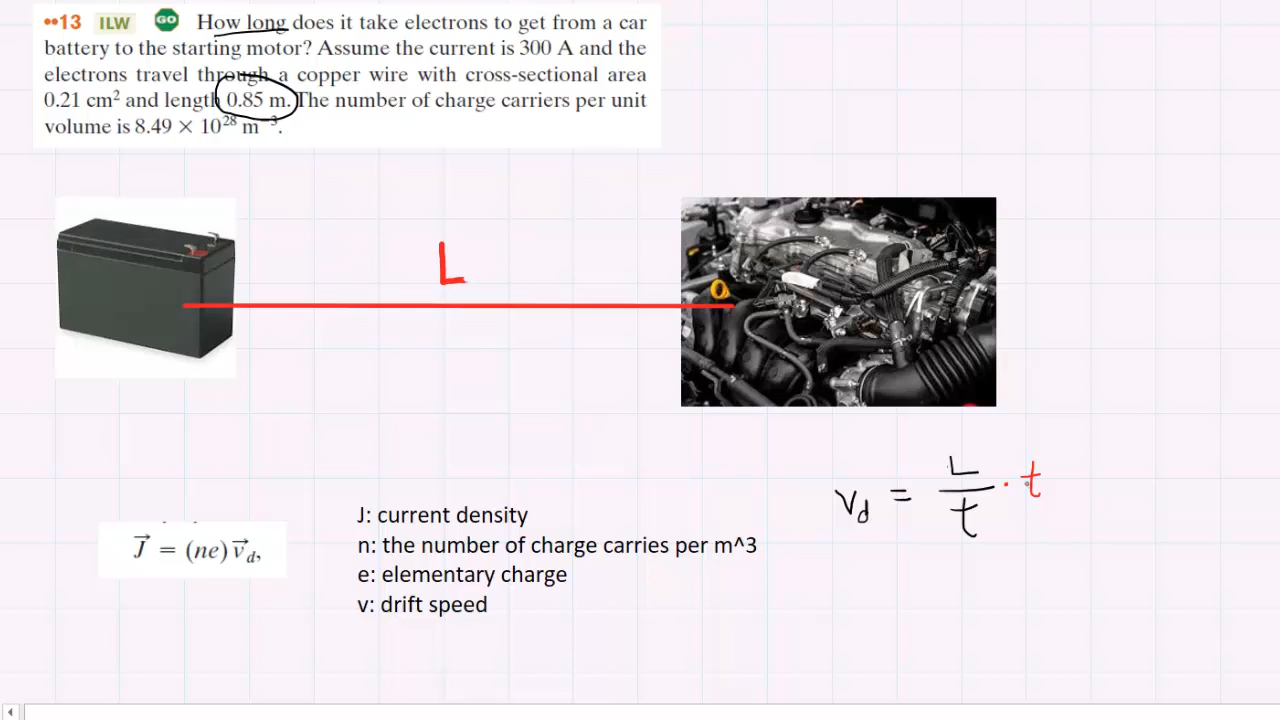 ••13 ILW GO How long does it take electrons to get from a car
battery to the starting motor? Assume the current is 300 A and the
electrons travel through a copper wire with cross-sectional area
0.21 cm² and length 0.85 m. The number of charge carriers per unit
volume is 8.49 × 10²⁸ m⁻³.
L
v_d = L/t · t
J⃗ = (ne)v⃗_d,
J: current density
n: the number of charge carries per m^3
e: elementary charge
v: drift speed